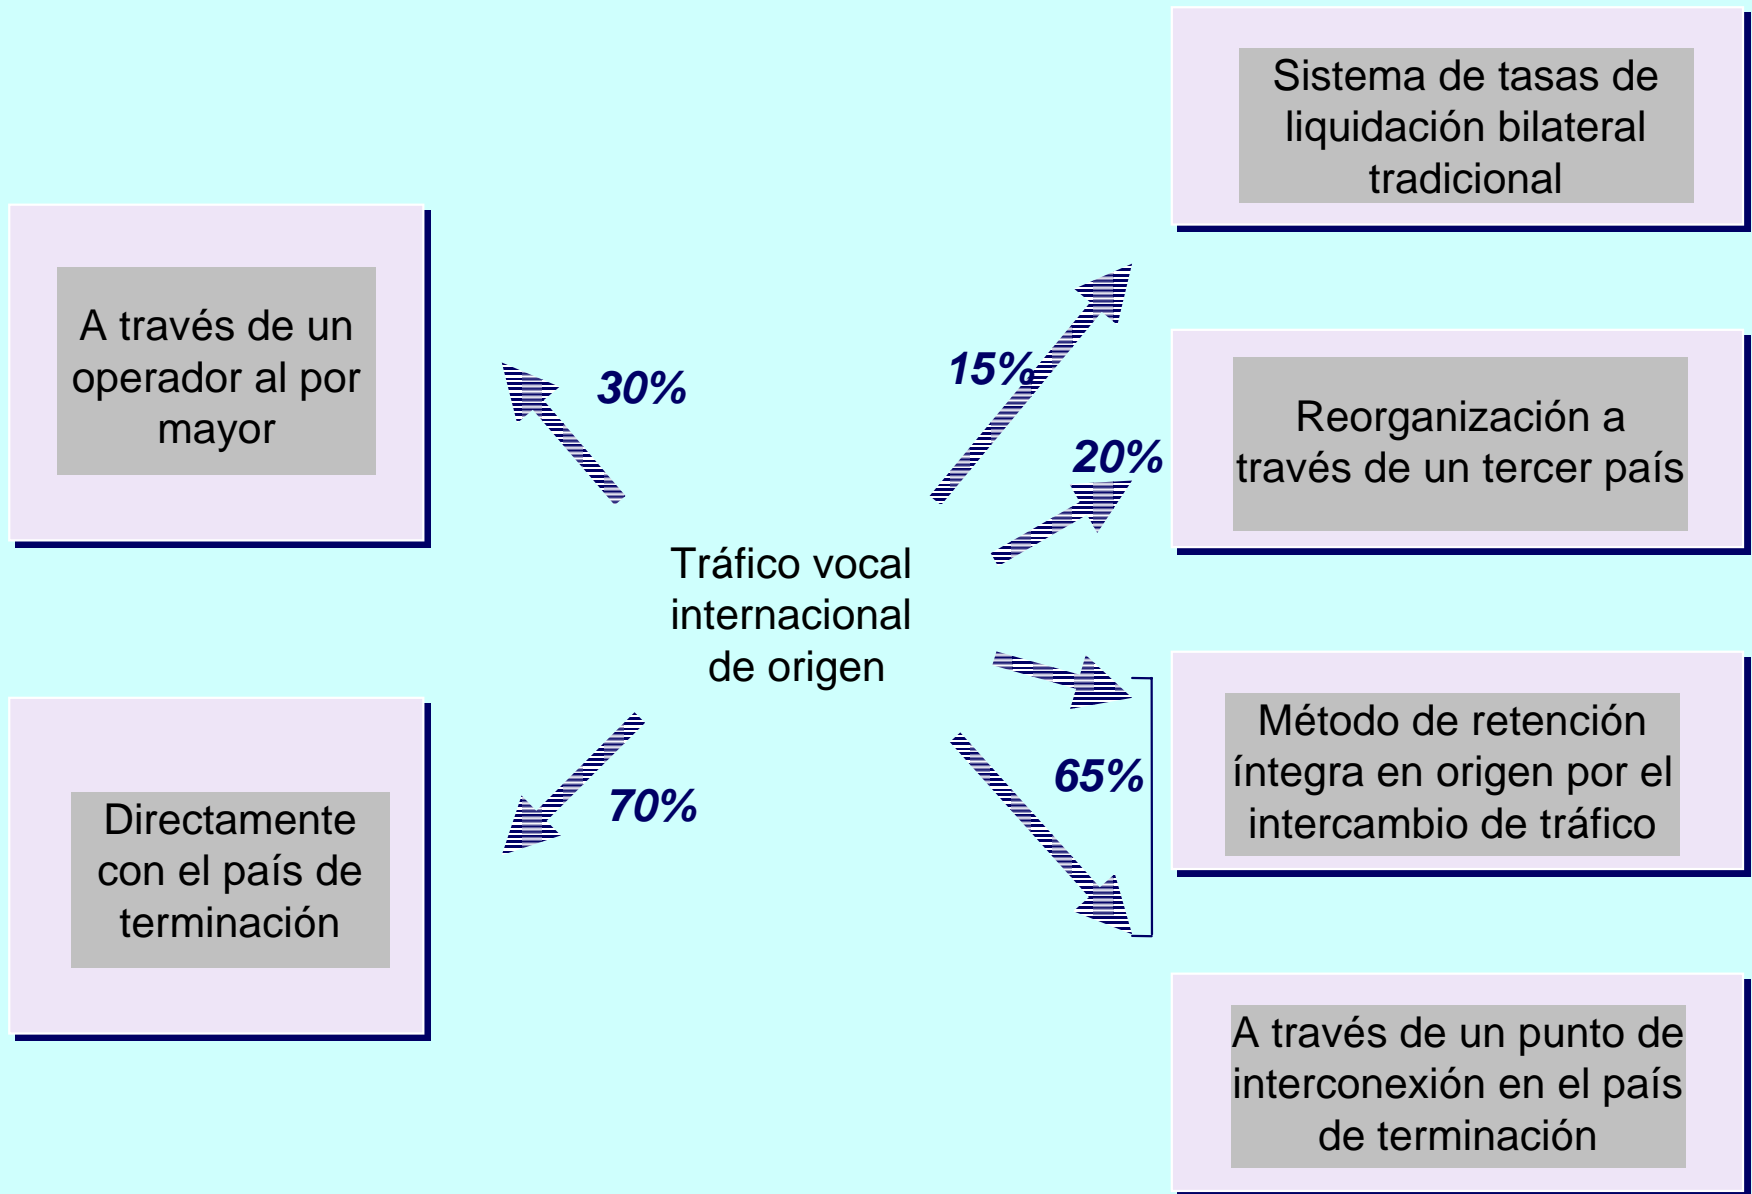 A través de un
operador al por
mayor
30%
Directamente
con el país de
terminación
70%
Tráfico vocal
internacional
de origen
Sistema de tasas de
liquidación bilateral
tradicional
15%
Reorganización a
través de un tercer país
20%
Método de retención
íntegra en origen por el
intercambio de tráfico
65%
A través de un punto de
interconexión en el país
de terminación